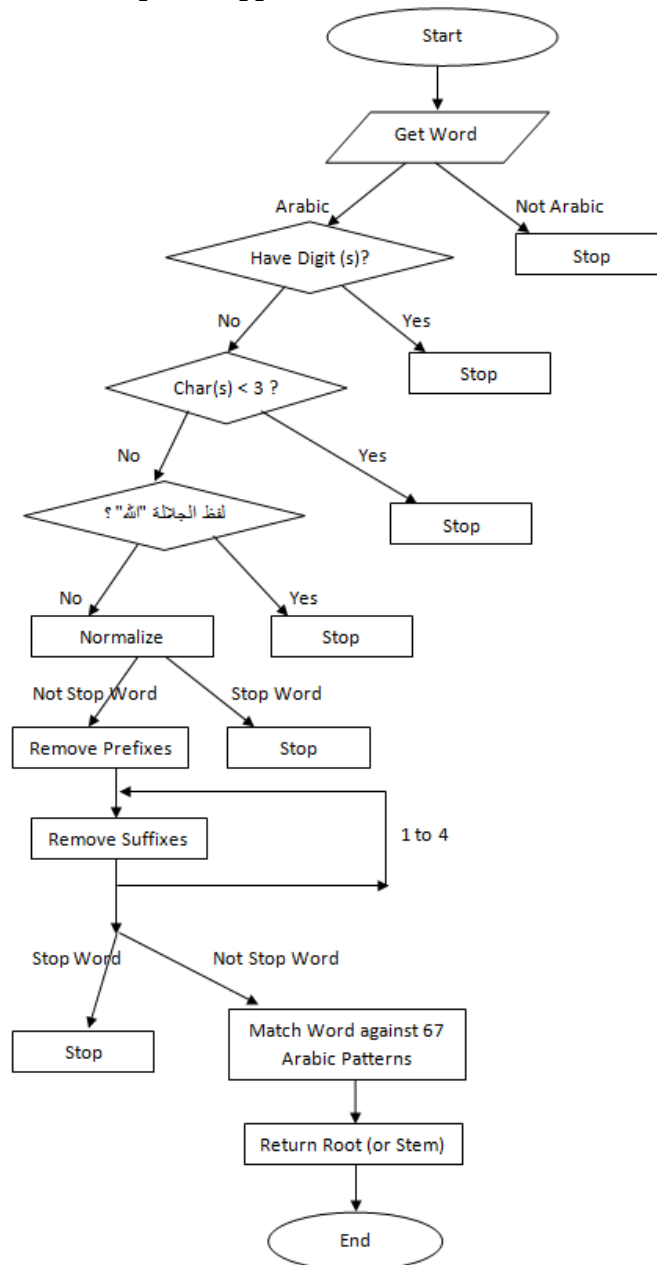 Start
Get Word
Arabic
Not Arabic
Have Digit (s)?
Stop
No
Yes
Char(s) < 3 ?
Stop
No
Yes
لفظ الجلالة "الله" ؟
Stop
No
Yes
Normalize
Stop
Not Stop Word
Stop Word
Remove Prefixes
Stop
Remove Suffixes
1 to 4
Stop Word
Not Stop Word
Stop
Match Word against 67
Arabic Patterns
Return Root (or Stem)
End